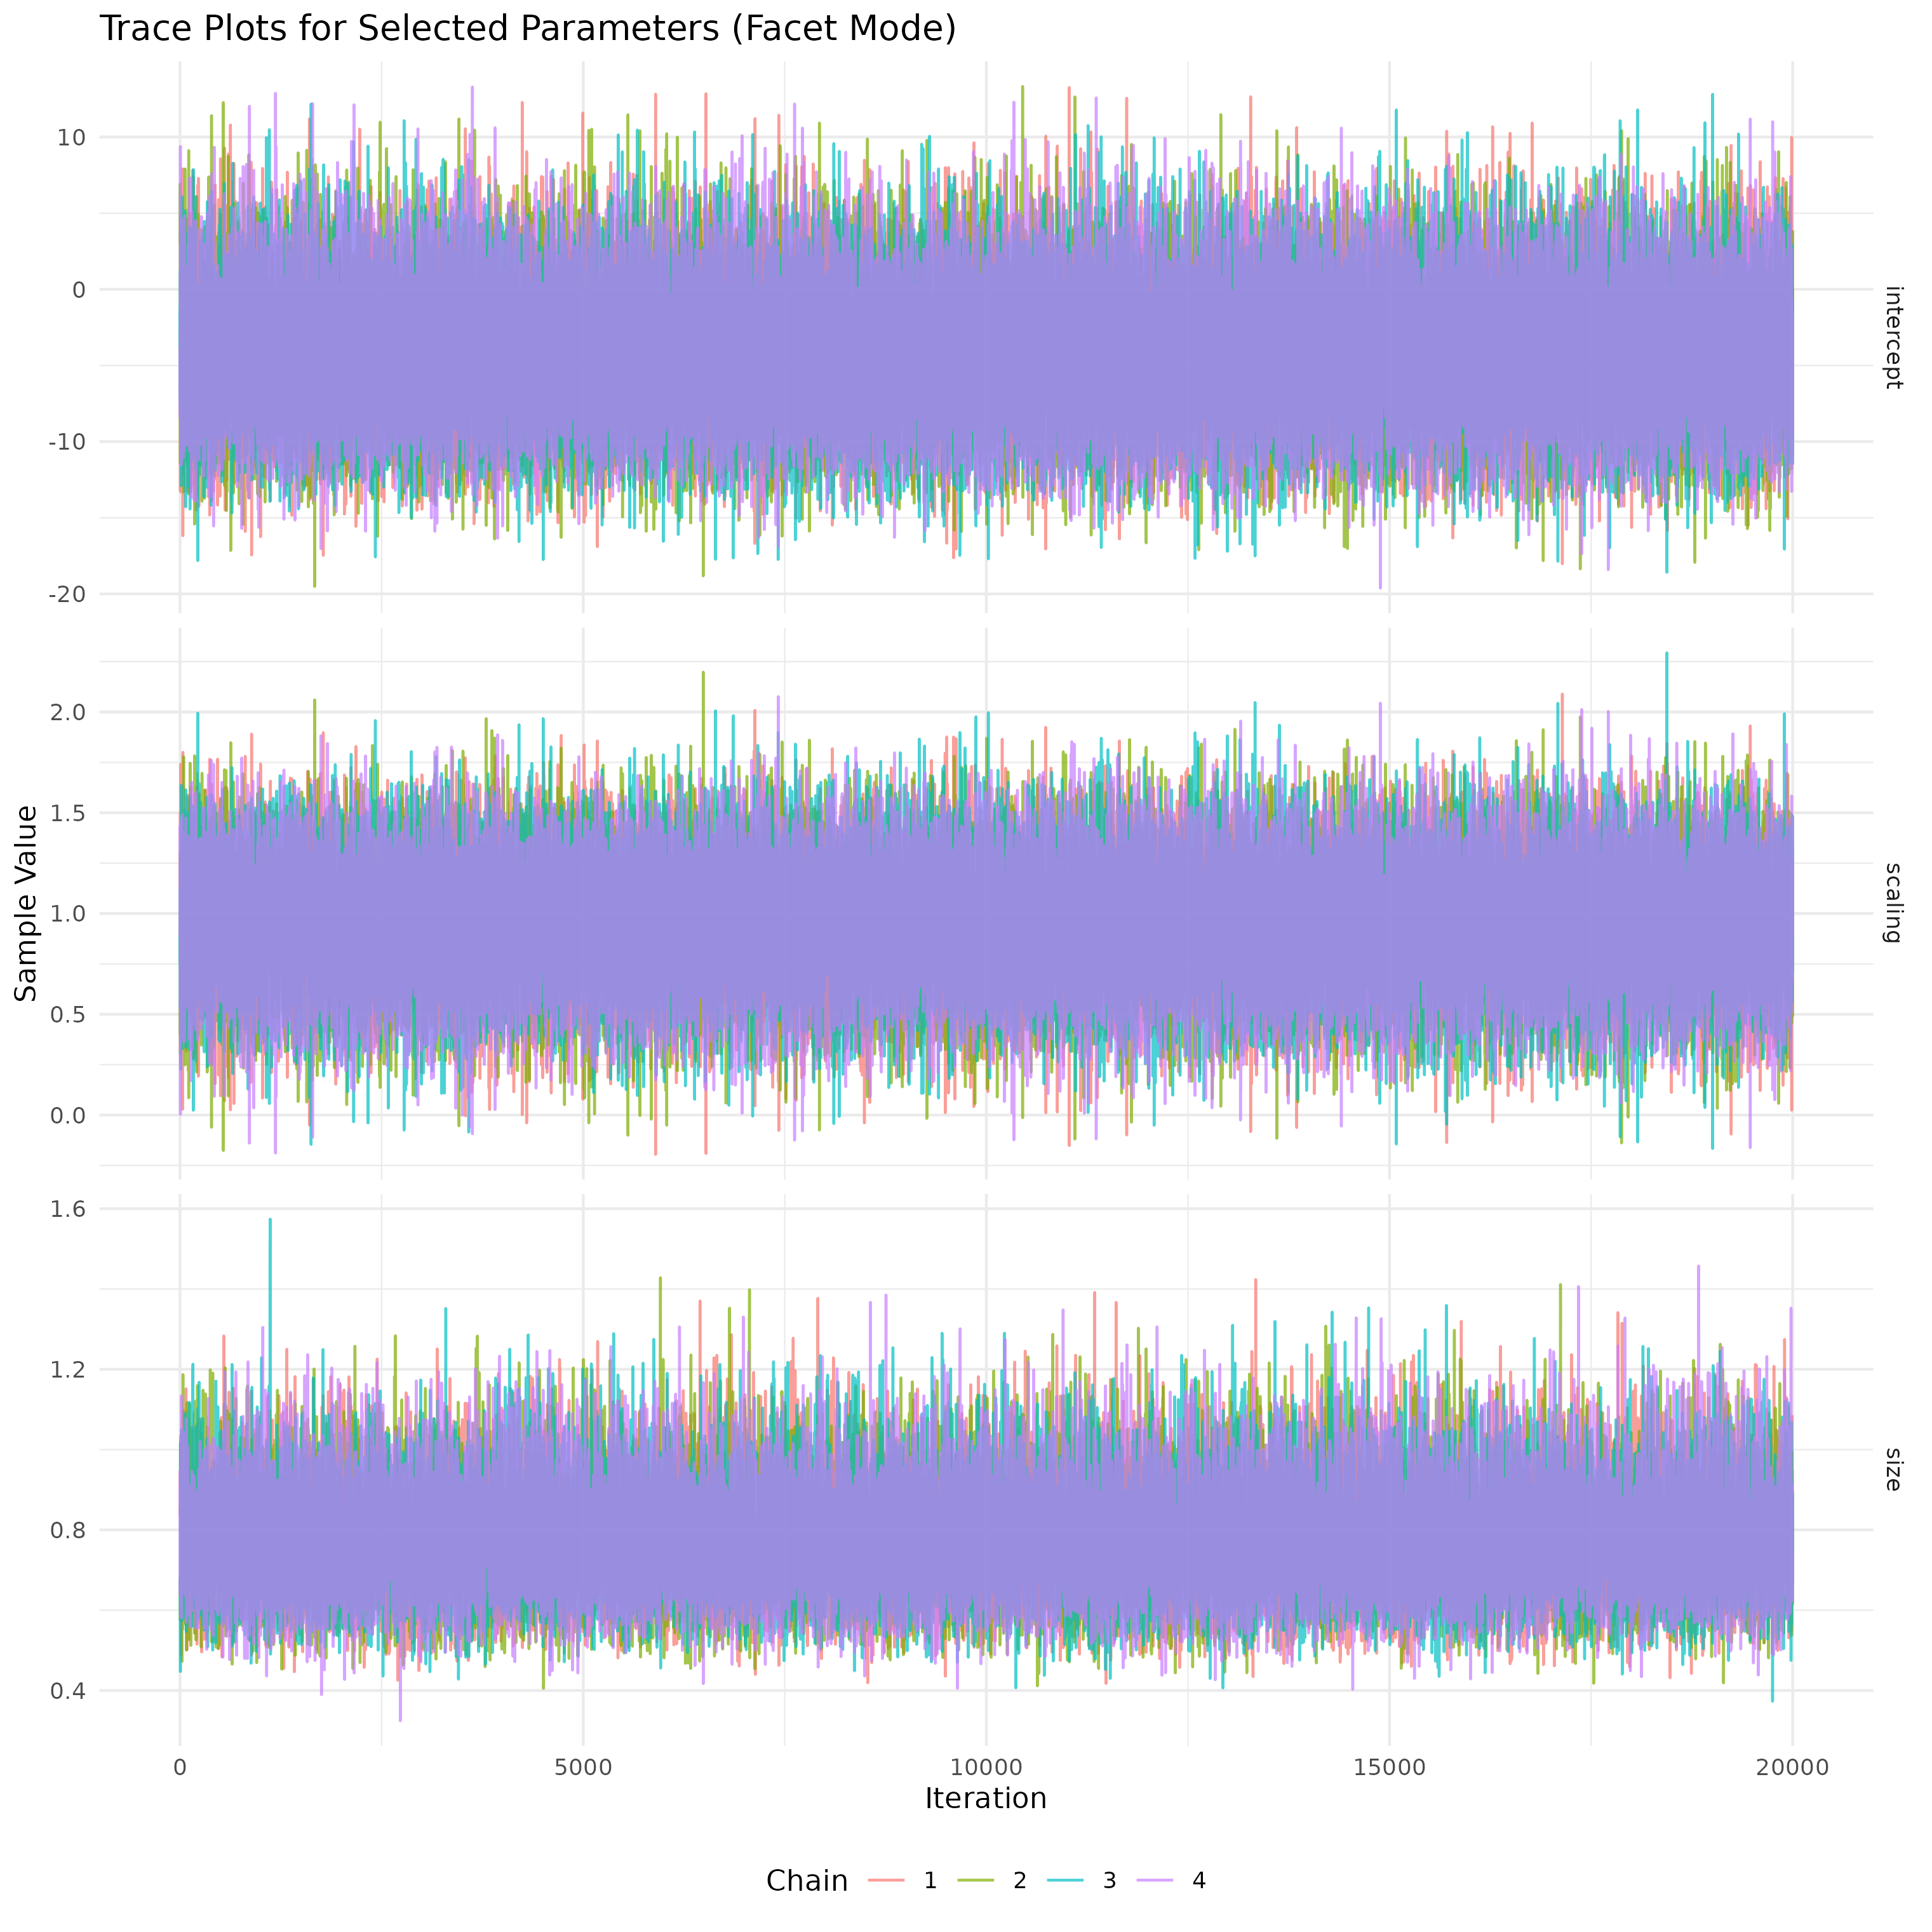 Trace Plots for Selected Parameters (Facet Mode)
10
0
-10
-20
intercept
2.0
1.5
1.0
0.5
0.0
scaling
Sample Value
1.6
1.2
0.8
0.4
size
0 5000 10000 15000 20000
Iteration
Chain 1 2 3 4